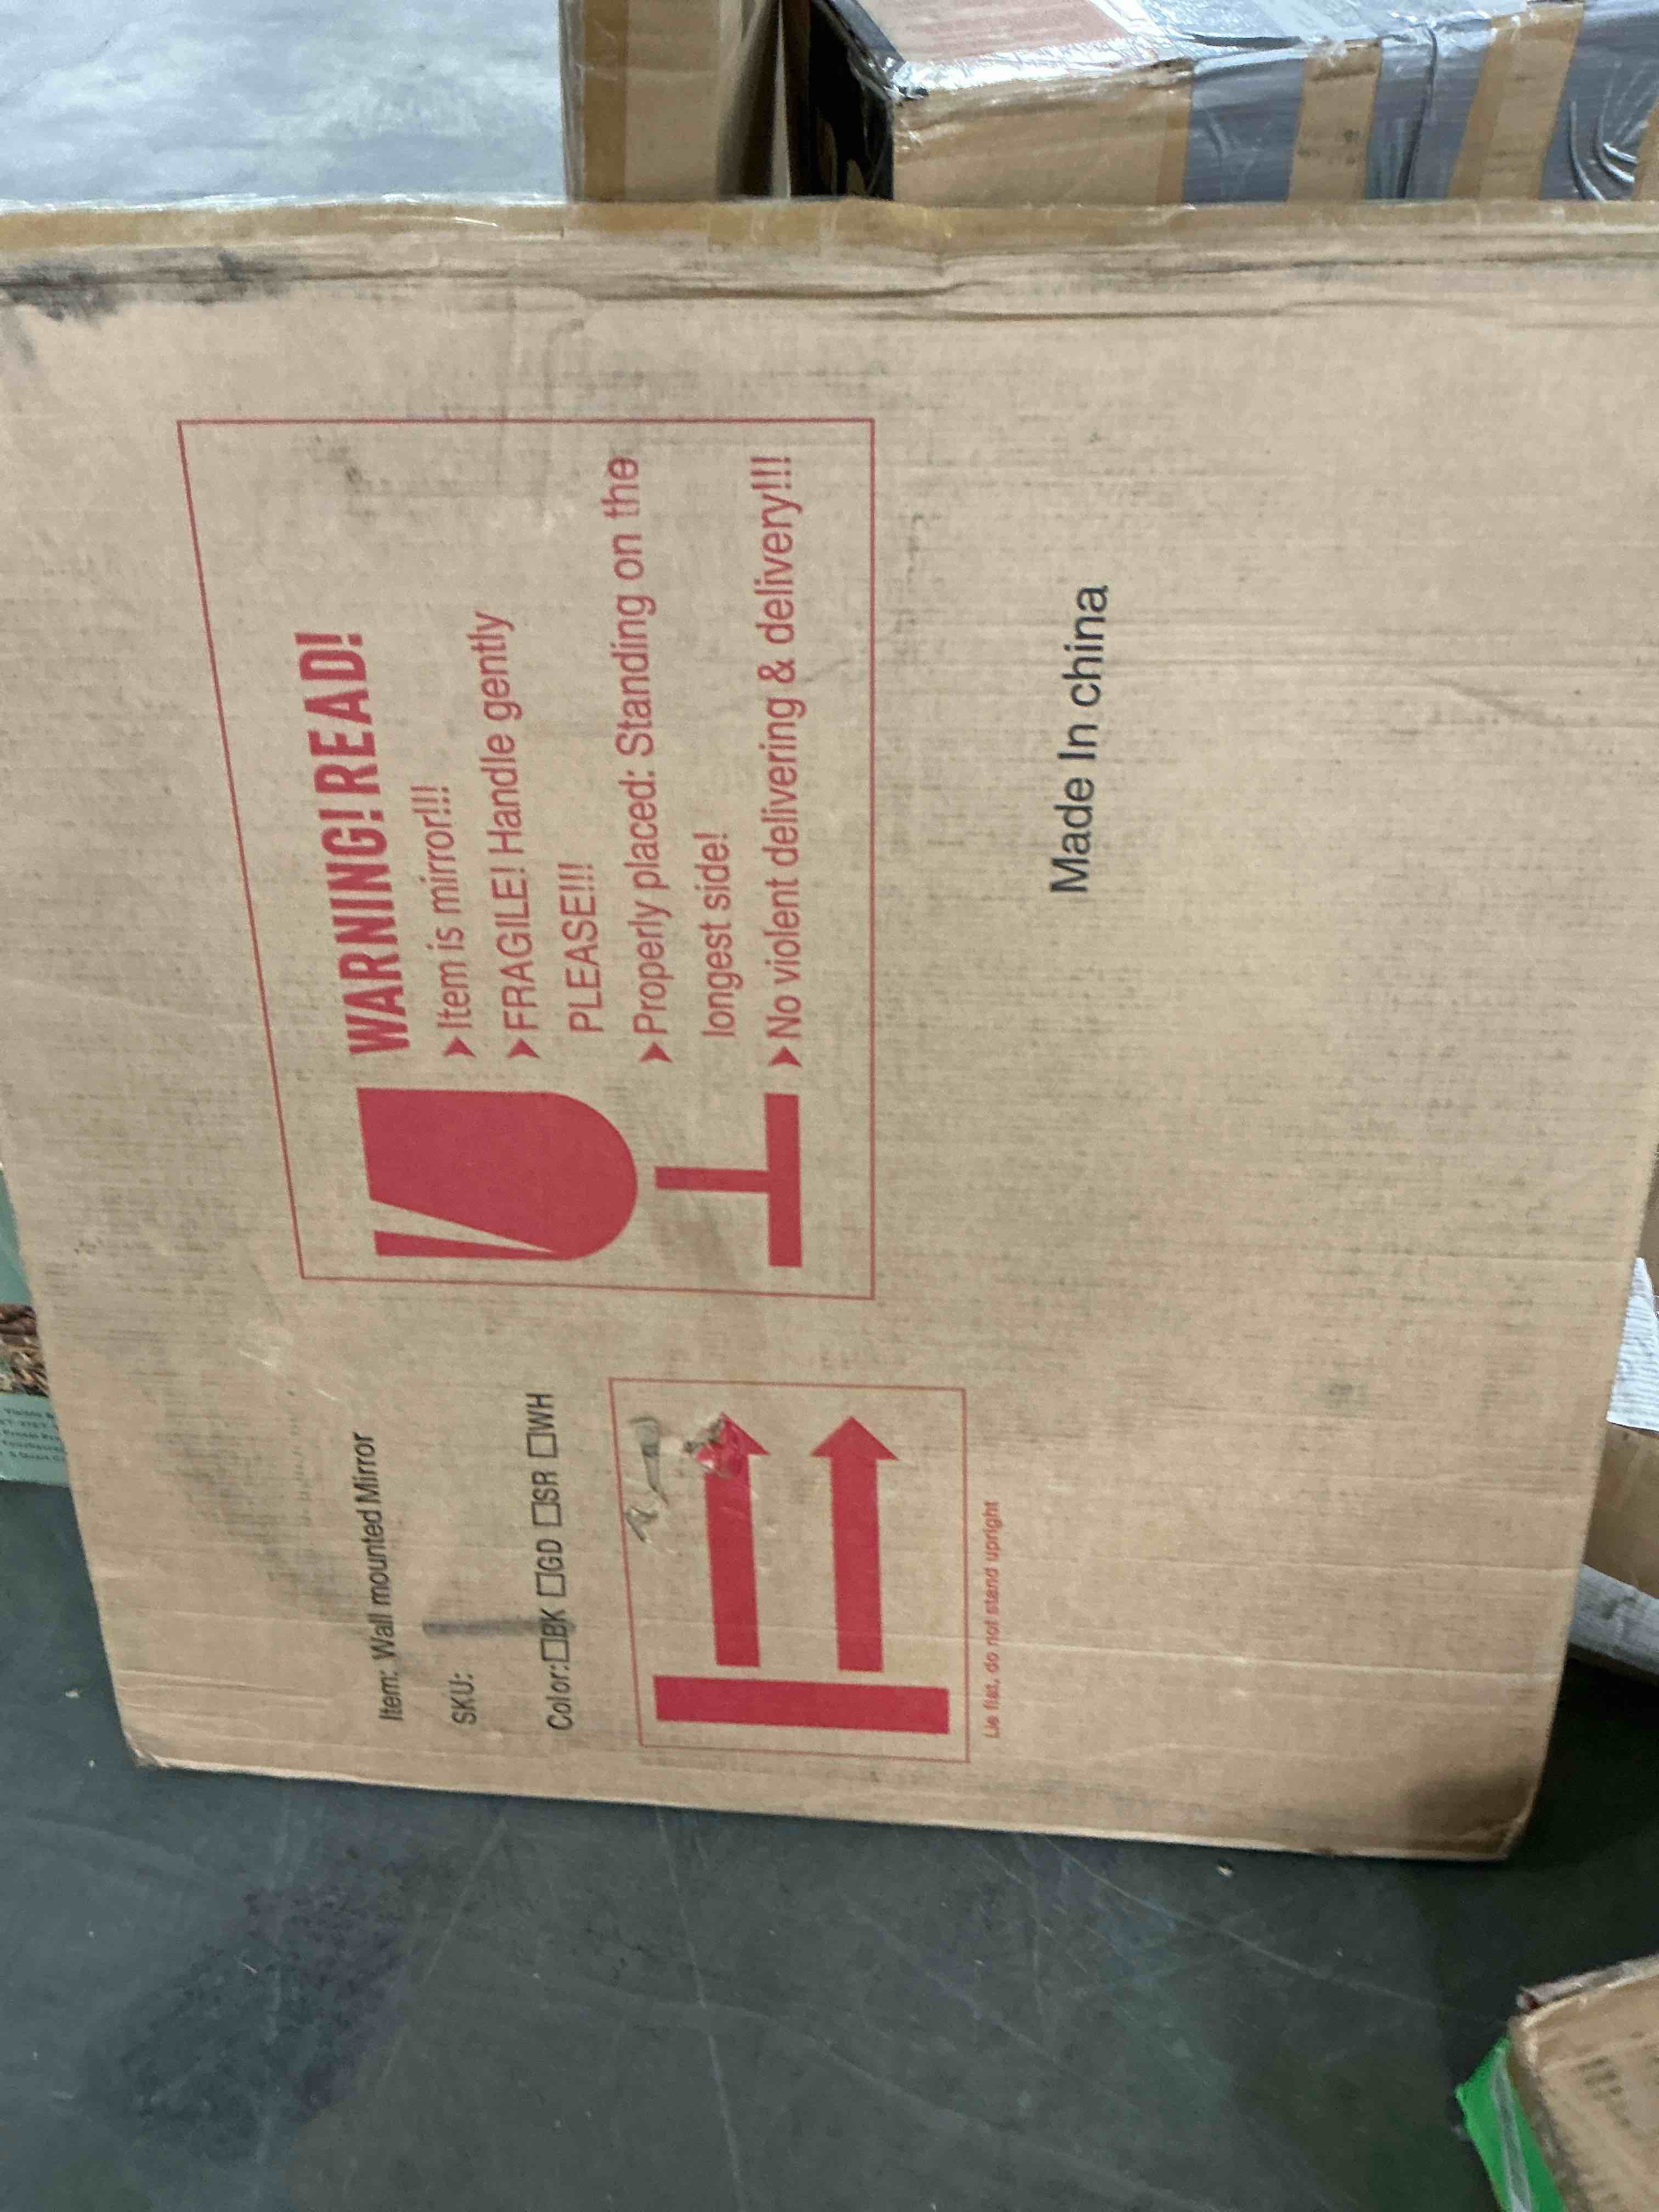 WARNING! READ!
➤Item is mirror!!!
➤FRAGILE! Handle gently
PLEASE!!!
➤Properly placed: Standing on the
longest side!
➤No violent delivering & delivery!!!
Item: Wall mounted Mirror
SKU:
Color:□BK □GD □SR □WH
Lie flat, do not stand upright
Made In china